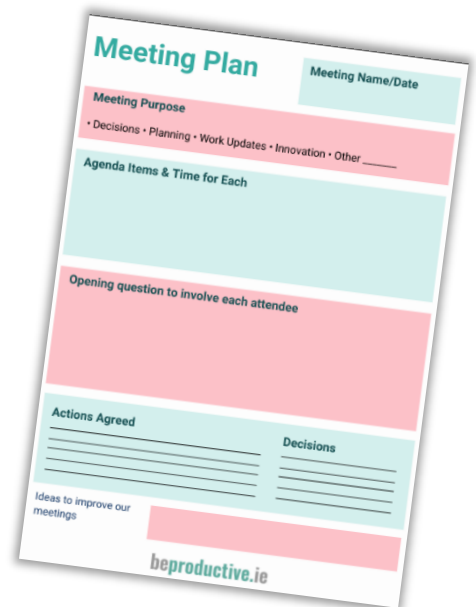 Meeting Plan
Meeting Name/Date
Meeting Purpose
• Decisions • Planning • Work Updates • Innovation • Other ______
Agenda Items & Time for Each
Opening question to involve each attendee
Actions Agreed
Decisions
Ideas to improve our
meetings
beproductive.ie